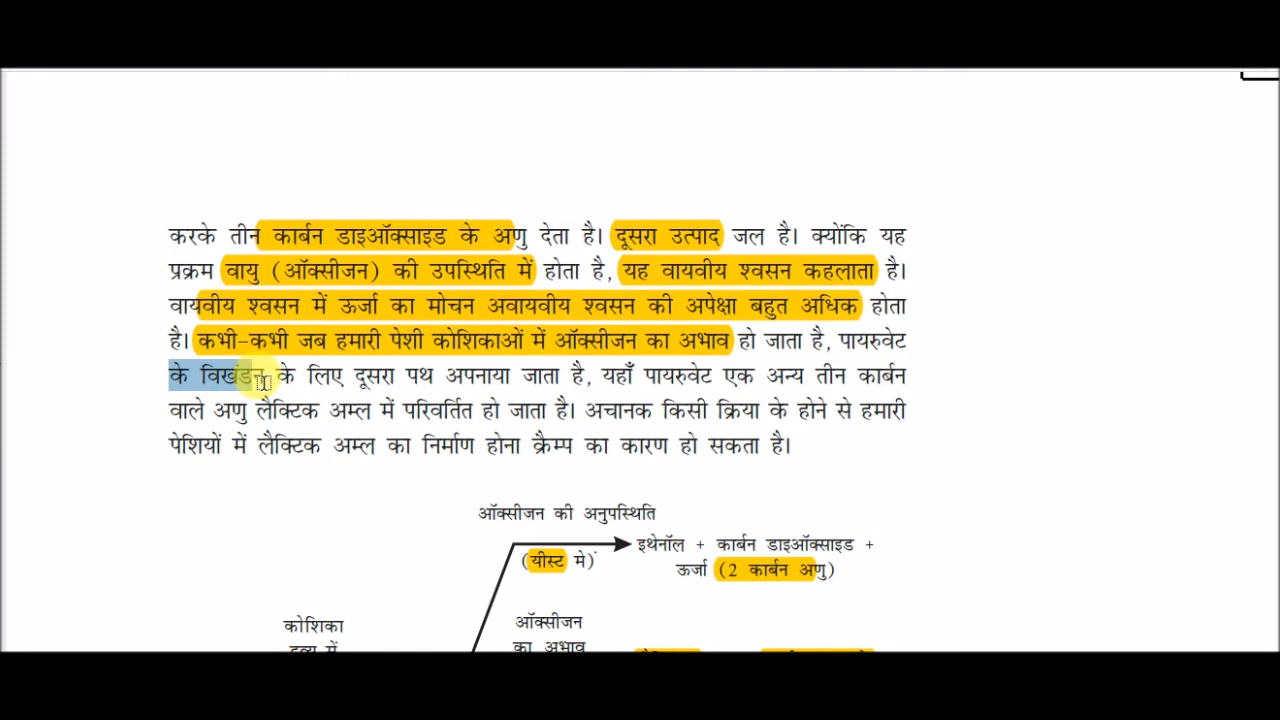 करके तीन कार्बन डाइऑक्साइड के अणु देता है। दूसरा उत्पाद जल है। क्योंकि यह
प्रक्रम वायु (ऑक्सीजन) की उपस्थिति में होता है, यह वायवीय श्वसन कहलाता है।
वायवीय श्वसन में ऊर्जा का मोचन अवायवीय श्वसन की अपेक्षा बहुत अधिक होता
है। कभी-कभी जब हमारी पेशी कोशिकाओं में ऑक्सीजन का अभाव हो जाता है, पायरुवेट
के विखंडन के लिए दूसरा पथ अपनाया जाता है, यहाँ पायरुवेट एक अन्य तीन कार्बन
वाले अणु लैक्टिक अम्ल में परिवर्तित हो जाता है। अचानक किसी क्रिया के होने से हमारी
पेशियों में लैक्टिक अम्ल का निर्माण होना क्रैम्प का कारण हो सकता है।
ऑक्सीजन की अनुपस्थिति
(यीस्ट मे)
इथेनॉल + कार्बन डाइऑक्साइड +
ऊर्जा (2 कार्बन अणु)
ऑक्सीजन
का अभाव
कोशिका
द्रव्य में